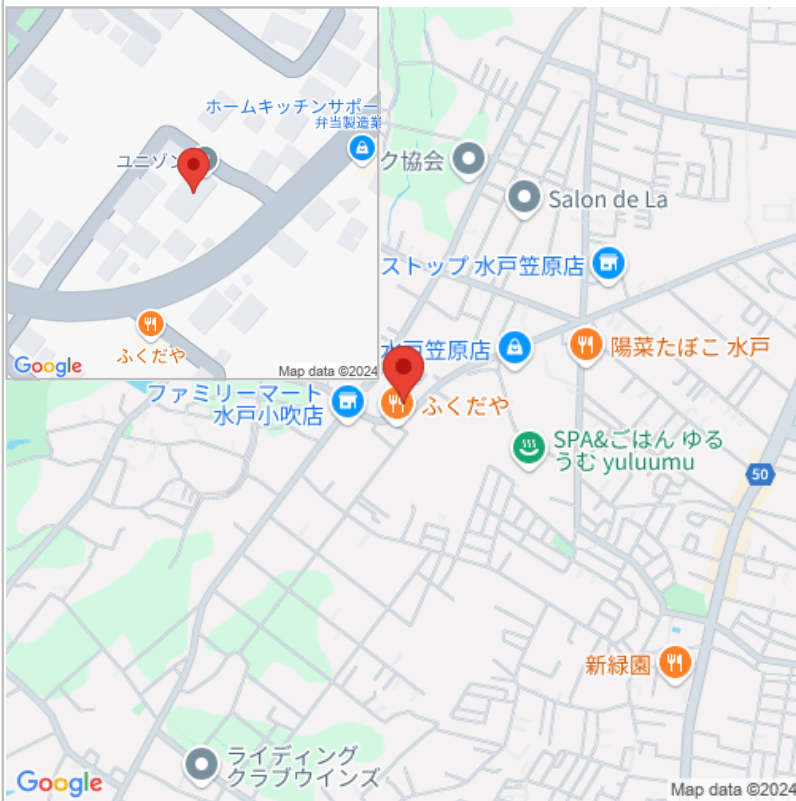 ホームキッチンサポー
弁当製造業
ユニゾン
ふくだや
Google
Map data ©2024
ク協会
Salon de La
ストップ 水戸笠原店
水戸笠原店
陽菜たぼこ 水戸
ファミリーマート
水戸小吹店
ふくだや
SPA&ごはん ゆる
うむ yuluumu
50
新緑園
ライディング
クラブウインズ
Google
Map data ©2024